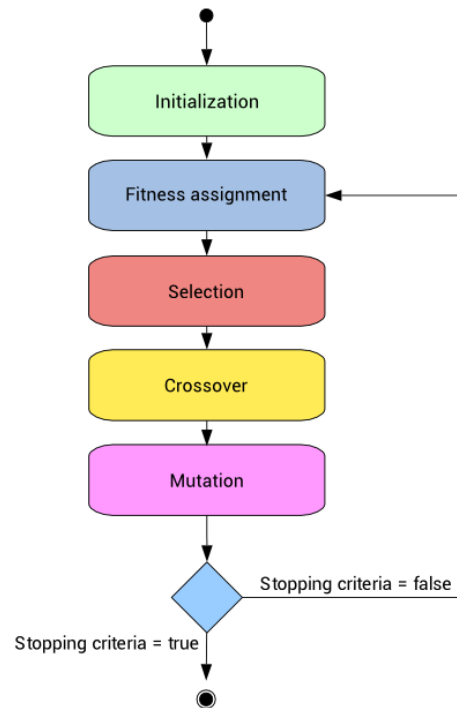 Initialization
Fitness assignment
Selection
Crossover
Mutation
Stopping criteria = false
Stopping criteria = true